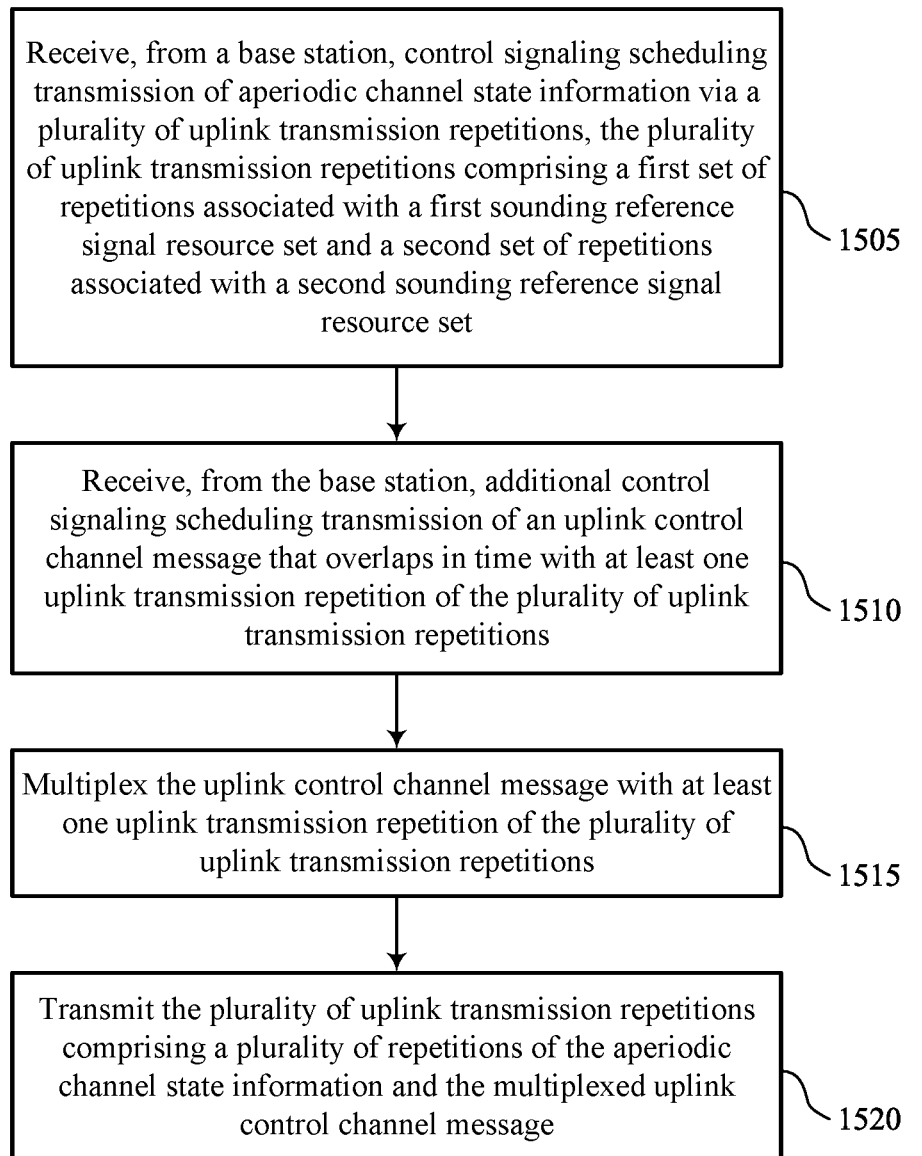 Receive, from a base station, control signaling scheduling
transmission of aperiodic channel state information via a
plurality of uplink transmission repetitions, the plurality
of uplink transmission repetitions comprising a first set of
repetitions associated with a first sounding reference
signal resource set and a second set of repetitions
associated with a second sounding reference signal
resource set
1505
Receive, from the base station, additional control
signaling scheduling transmission of an uplink control
channel message that overlaps in time with at least one
uplink transmission repetition of the plurality of uplink
transmission repetitions
1510
Multiplex the uplink control channel message with at least
one uplink transmission repetition of the plurality of
uplink transmission repetitions
1515
Transmit the plurality of uplink transmission repetitions
comprising a plurality of repetitions of the aperiodic
channel state information and the multiplexed uplink
control channel message
1520